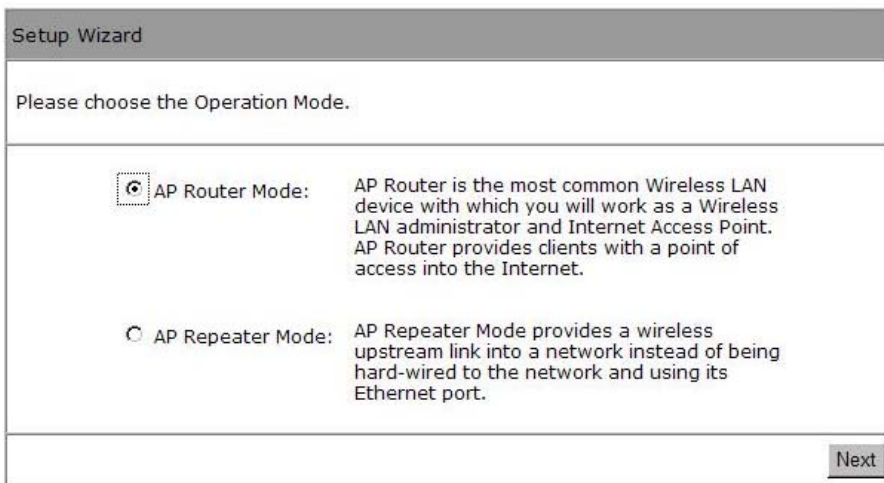 Setup Wizard
Please choose the Operation Mode.
AP Router Mode:
AP Router is the most common Wireless LAN
device with which you will work as a Wireless
LAN administrator and Internet Access Point.
AP Router provides clients with a point of
access into the Internet.
AP Repeater Mode:
AP Repeater Mode provides a wireless
upstream link into a network instead of being
hard-wired to the network and using its
Ethernet port.
Next